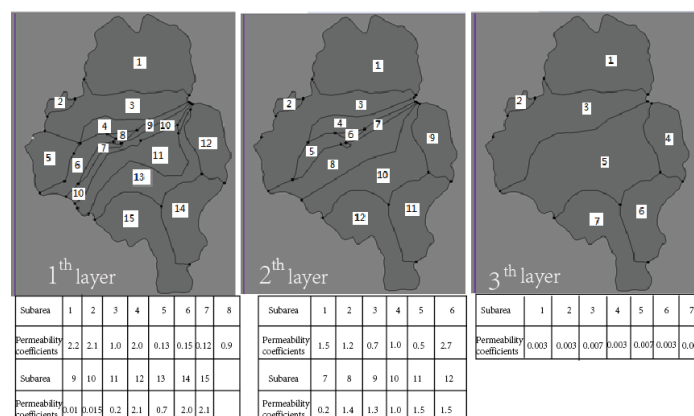 1
2
3
4
9
10
8
12
5
6
7
11
10
13
14
15
1th layer
1
2
3
4
7
6
5
9
8
10
11
12
2th layer
1
2
3
4
5
6
7
3th layer
Subarea 1 2 3 4 5 6 7 8
Permeability coefficients 2.2 2.1 1.0 2.0 0.13 0.15 0.12 0.9
Subarea 9 10 11 12 13 14 15
Permeability coefficients 0.01 0.015 0.2 2.1 0.7 2.0 2.1
Subarea 1 2 3 4 5 6
Permeability coefficients 1.5 1.2 0.7 1.0 0.5 2.7
Subarea 7 8 9 10 11 12
Permeability coefficients 0.2 1.4 1.3 1.0 1.5 1.5
Subarea 1 2 3 4 5 6 7
Permeability coefficients 0.003 0.003 0.007 0.003 0.007 0.003